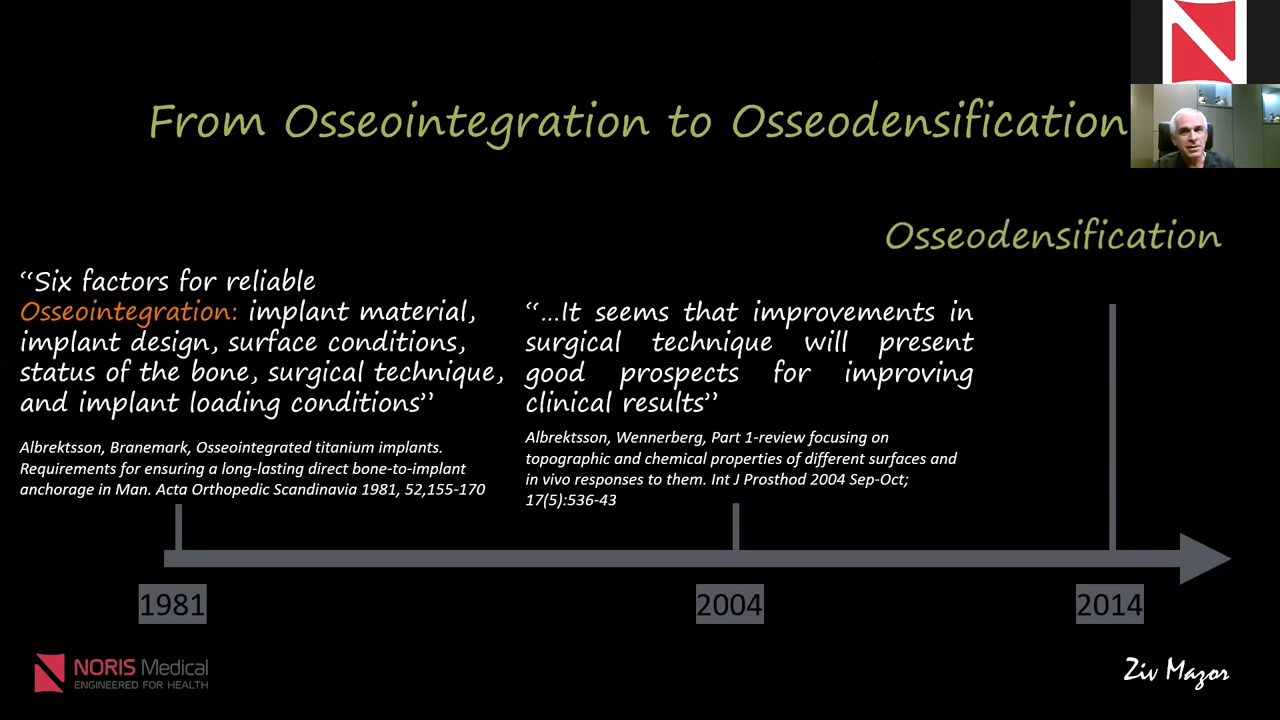 From Osseointegration to Osseodensification
Osseodensification
“Six factors for reliable
Osseointegration: implant material,
implant design, surface conditions,
status of the bone, surgical technique,
and implant loading conditions”
Albrektsson, Branemark, Osseointegrated titanium implants.
Requirements for ensuring a long-lasting direct bone-to-implant
anchorage in Man. Acta Orthopedic Scandinavia 1981, 52,155-170
“...It seems that improvements in
surgical technique will present
good prospects for improving
clinical results”
Albrektsson, Wennerberg, Part 1-review focusing on
topographic and chemical properties of different surfaces and
in vivo responses to them. Int J Prosthod 2004 Sep-Oct;
17(5):536-43
1981
2004
2014
NORIS Medical
ENGINEERED FOR HEALTH
Ziv Mazor